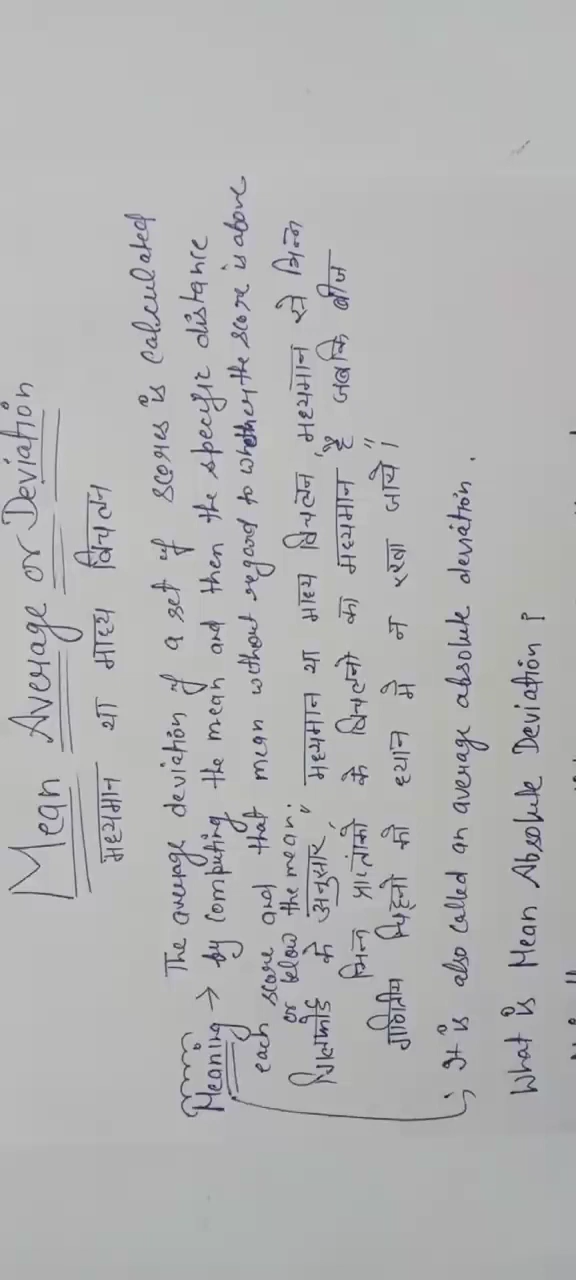 Mean Average or Deviation
मध्यमान या माध्य विचलन
Meaning → The average deviation of a set of scores is calculated
by computing the mean and then the specific distance
each score and that mean without regard to whether the score is above
or below the mean.
गिलफोर्ड के अनुसार, "मध्यमान या माध्य विचलन, मध्यमान से भिन्न
भिन्न प्राप्तांको के विचलनो का मध्यमान है जबकि बीज
गणितीय चिह्नो को ध्यान मे न रखा जाये।"
It is also called an average absolute deviation.
What is Mean Absolute Deviation ?